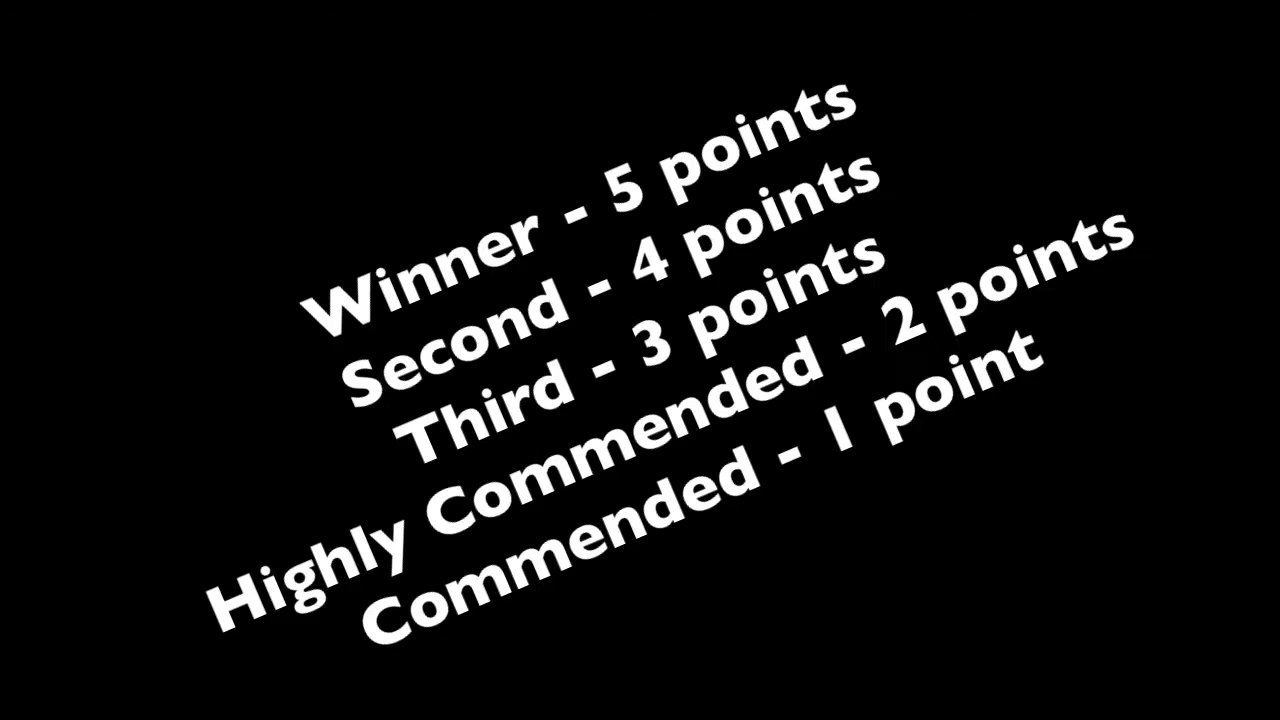 Winner - 5 points
Second - 4 points
Third - 3 points
Highly Commended - 2 points
Commended - 1 point